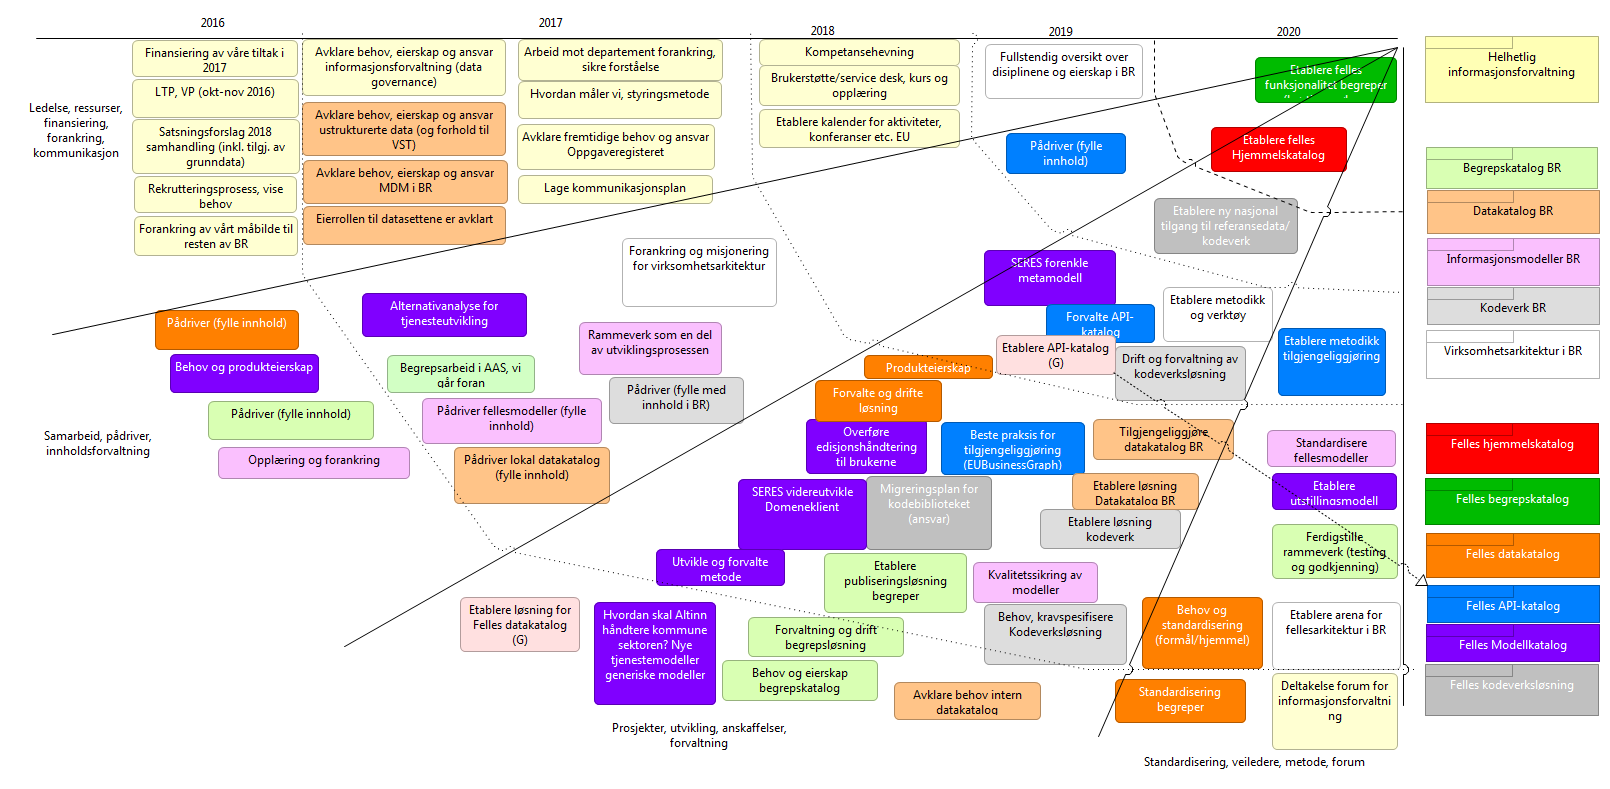 2016
2017
2018
2019
2020
Ledelse, ressurser,
finansiering,
forankring,
kommunikasjon
Finansiering av våre tiltak i
2017
LTP, VP (okt-nov 2016)
Satsningsforslag 2018
samhandling (inkl. tilgj. av
grunndata)
Rekrutteringsprosess, vise
behov
Forankring av vårt måbilde til
resten av BR
Avklare behov, eierskap og ansvar
informasjonsforvaltning (data
governance)
Avklare behov, eierskap og ansvar
ustrukturerte data (og forhold til
VST)
Avklare behov, eierskap og ansvar
MDM i BR
Eierrollen til datasettene er avklart
Arbeid mot departement forankring,
sikre forståelse
Hvordan måler vi, styringsmetode
Avklare fremtidige behov og ansvar
Oppgaveregisteret
Lage kommunikasjonsplan
Kompetansehevning
Brukerstøtte/service desk, kurs og
opplæring
Etablere kalender for aktiviteter,
konferanser etc. EU
Fullstendig oversikt over
disiplinene og eierskap i BR
Pådriver (fylle
innhold)
Etablere felles
funksjonalitet begreper
Etablere felles
Hjemmelskatalog
Etablere ny nasjonal
tilgang til referansedata/
kodeverk
Samarbeid, pådriver,
innholdsforvaltning
Pådriver (fylle innhold)
Behov og produkteierskap
Pådriver (fylle innhold)
Opplæring og forankring
Alternativanalyse for
tjenesteutvikling
Begrepsarbeid i AAS, vi
går foran
Pådriver fellesmodeller (fylle
innhold)
Pådriver lokal datakatalog
(fylle innhold)
Forankring og misjonering
for virksomhetsarkitektur
Rammeverk som en del
av utviklingsprosessen
Pådriver (fylle med
innhold i BR)
SERES forenkle
metamodell
Forvalte API-
katalog
Etablere API-katalog
(G)
Etablere metodikk
og verktøy
Drift og forvaltning av
kodeverksløsning
Etablere metodikk
tilgjengeliggjøring
Produkteierskap
Forvalte og drifte
løsning
Overføre
edisjonshåndtering
til brukerne
Beste praksis for
tilgjengeliggjøring
(EUBusinessGraph)
Tilgjengeliggjøre
datakatalog BR
Standardisere
fellesmodeller
SERES videreutvikle
Domeneklient
Migreringsplan for
kodebiblioteket
(ansvar)
Etablere løsning
Datakatalog BR
Etablere
utstillingsmodell
Etablere løsning
kodeverk
Utvikle og forvalte
metode
Etablere
publiseringsløsning
begreper
Kvalitetssikring av
modeller
Ferdigstille
rammeverk (testing
og godkjenning)
Etablere løsning for
Felles datakatalog
(G)
Hvordan skal Altinn
håndtere kommune
sektoren? Nye
tjenestemodeller
generiske modeller
Forvaltning og drift
begrepsløsning
Behov, kravspesifisere
Kodeverksløsning
Behov og
standardisering
(formål/hjemmel)
Etablere arena for
fellesarkitektur i BR
Behov og eierskap
begrepskatalog
Avklare behov intern
datakatalog
Standardisering
begreper
Deltakelse forum for
informasjonsforvaltni
ng
Prosjekter, utvikling, anskaffelser,
forvaltning
Standardisering, veiledere, metode, forum
Helhetlig
informasjonsforvaltning
Begrepskatalog BR
Datakatalog BR
Informasjonsmodeller BR
Kodeverk BR
Virksomhetsarkitektur i BR
Felles hjemmelskatalog
Felles begrepskatalog
Felles datakatalog
Felles API-katalog
Felles Modellkatalog
Felles kodeverksløsning